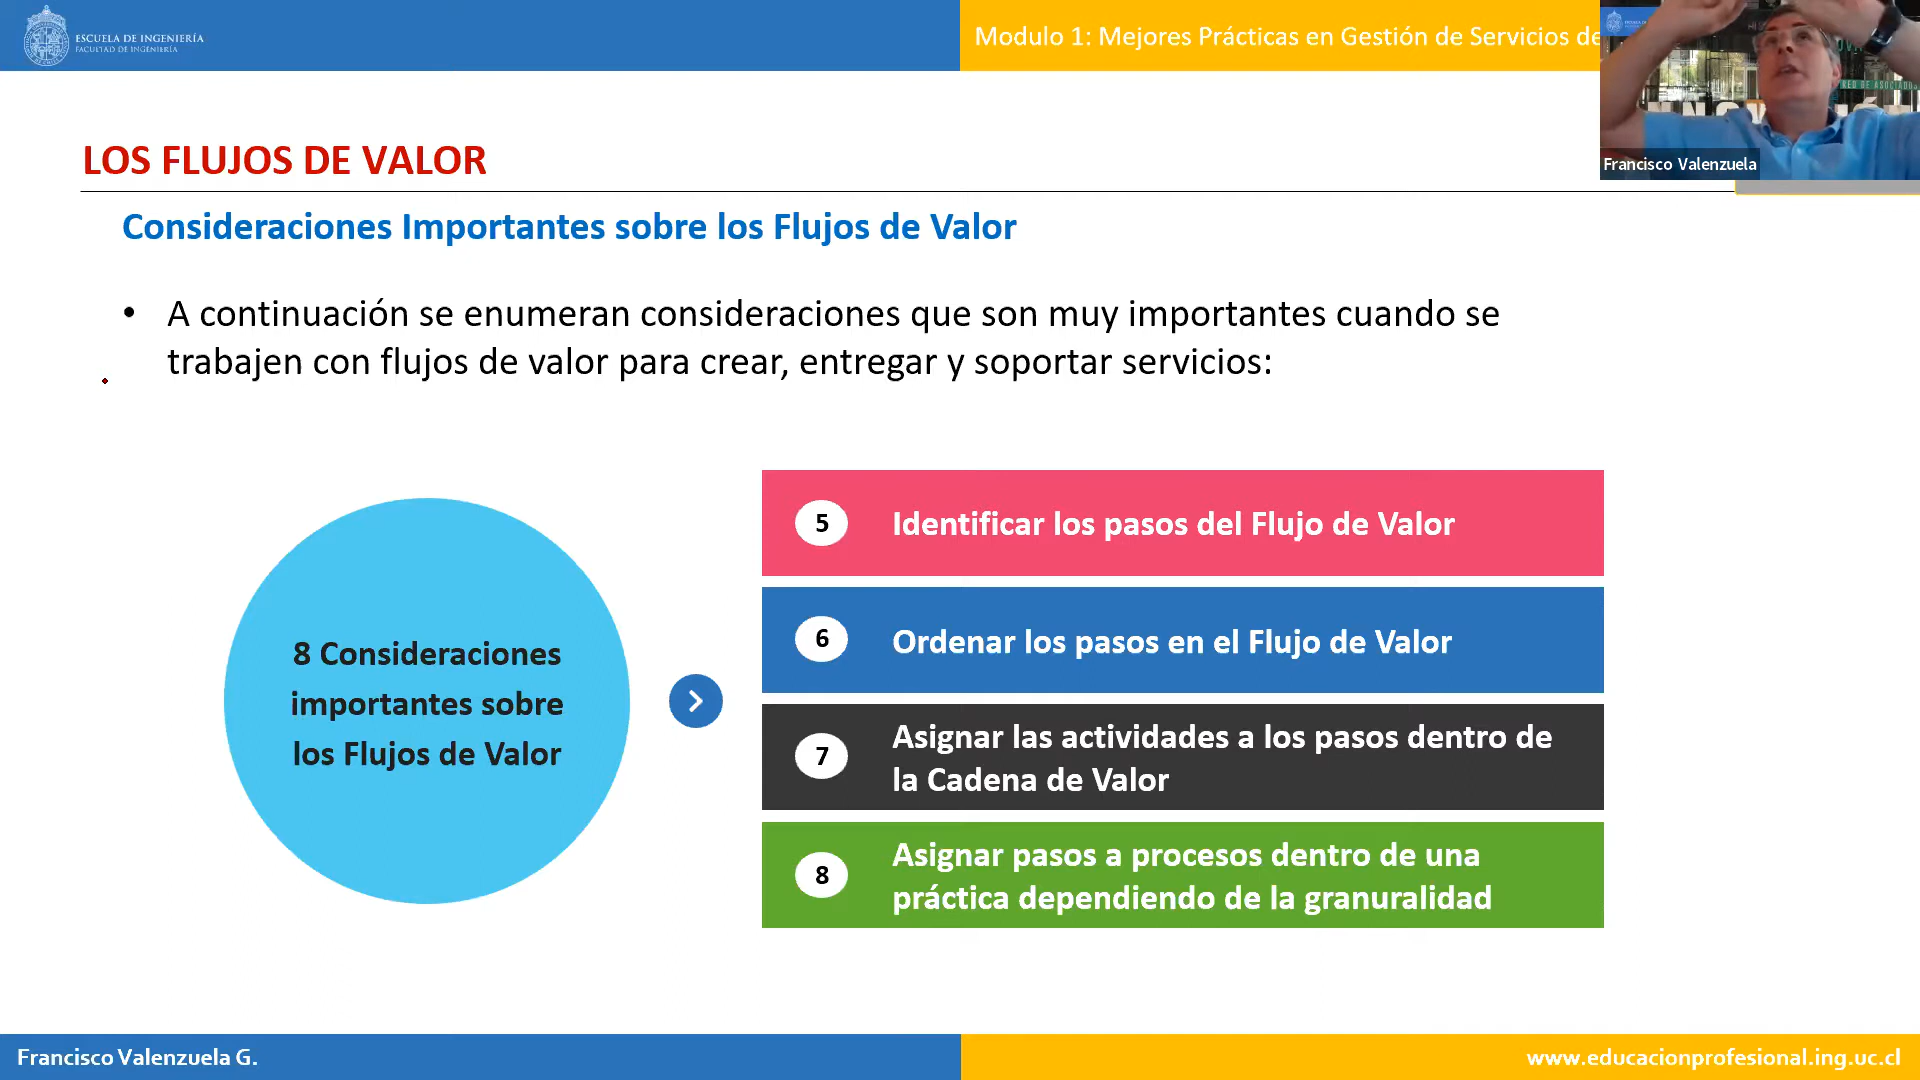 ESCUELA DE INGENIERÍA
FACULTAD DE INGENIERÍA
Modulo 1: Mejores Prácticas en Gestión de Servicios de
RED DE ASOCIADOS
Francisco Valenzuela
LOS FLUJOS DE VALOR
Consideraciones Importantes sobre los Flujos de Valor
• A continuación se enumeran consideraciones que son muy importantes cuando se
trabajen con flujos de valor para crear, entregar y soportar servicios:
8 Consideraciones
importantes sobre
los Flujos de Valor
5 Identificar los pasos del Flujo de Valor
6 Ordenar los pasos en el Flujo de Valor
7 Asignar las actividades a los pasos dentro de
la Cadena de Valor
8 Asignar pasos a procesos dentro de una
práctica dependiendo de la granuralidad
Francisco Valenzuela G.
www.educacionprofesional.ing.uc.cl